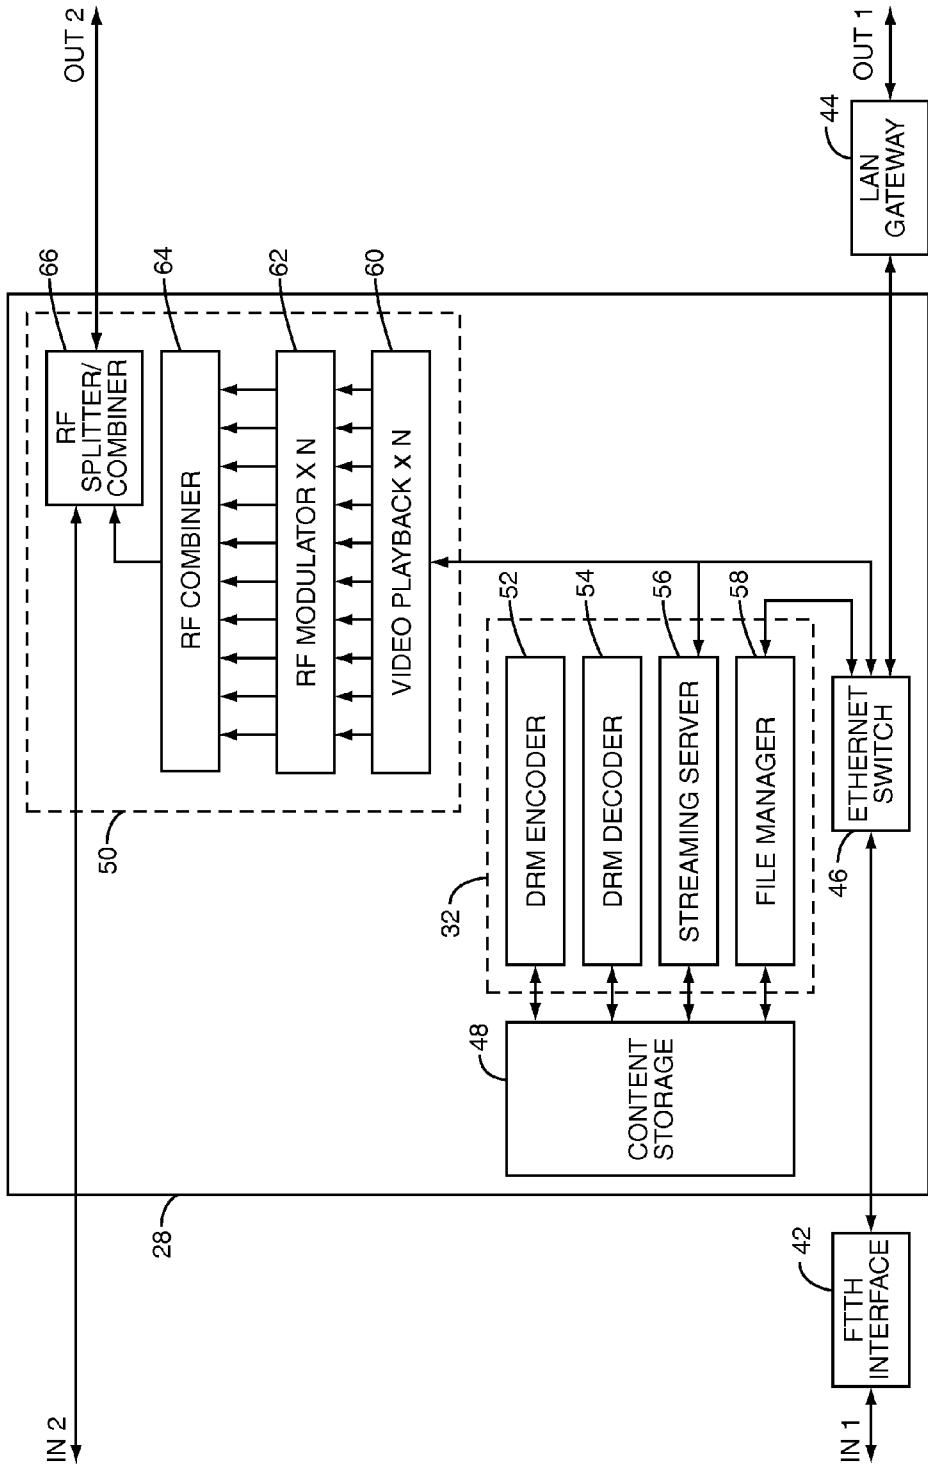 IN 2
OUT 2
28
50
66
RF
SPLITTER/
COMBINER
64
RF COMBINER
62
RF MODULATOR X N
60
VIDEO PLAYBACK x N
32
52
DRM ENCODER
54
DRM DECODER
56
STREAMING SERVER
58
FILE MANAGER
48
CONTENT
STORAGE
46
ETHERNET
SWITCH
42
FTTH
INTERFACE
IN 1
44
LAN
GATEWAY
OUT 1